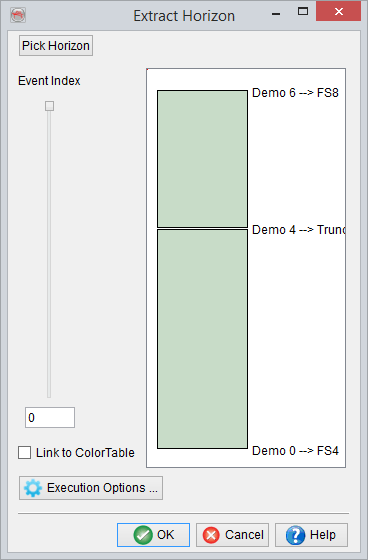 Extract Horizon
Pick Horizon
Event Index
Demo 6 --> FS8
Demo 4 --> Trunc
Demo 0 --> FS4
0
Link to ColorTable
Execution Options ...
OK Cancel Help